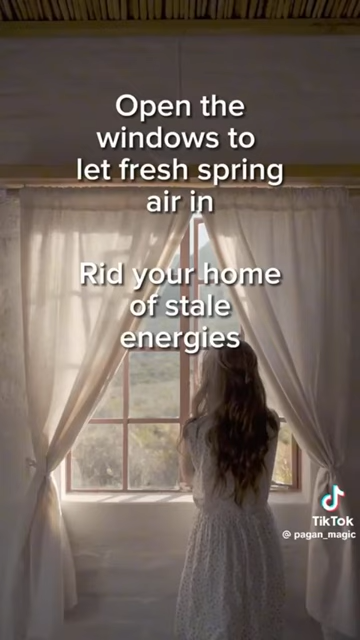 Open the
windows to
let fresh spring
air in
Rid your home
of stale
energies
TikTok
@ pagan_magic